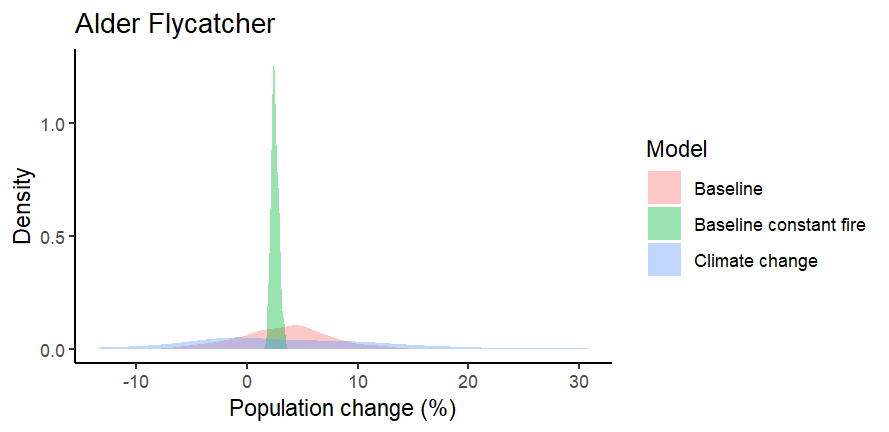 Alder Flycatcher
Density
1.0
0.5
0.0
-10 0 10 20 30
Population change (%)
Model
Baseline
Baseline constant fire
Climate change